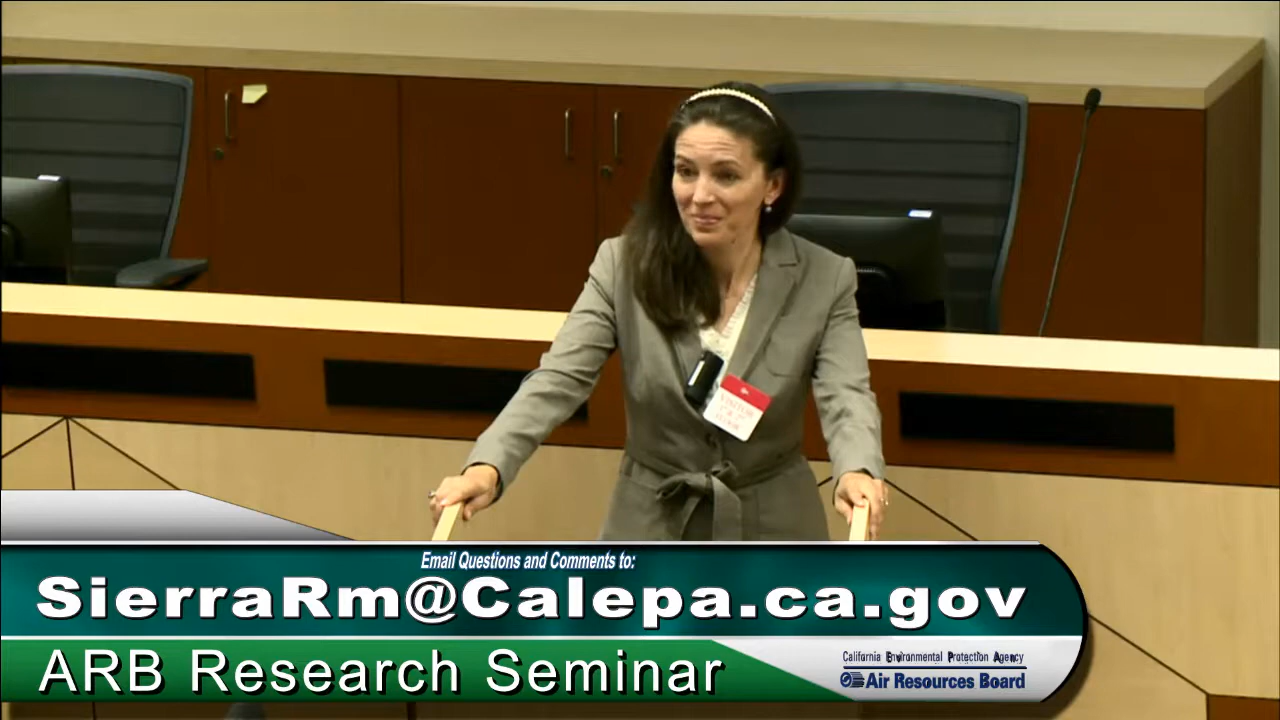 VISITOR
Email Questions and Comments to:
SierraRm@Calepa.ca.gov
ARB Research Seminar
California Environmental Protection Agency
Air Resources Board